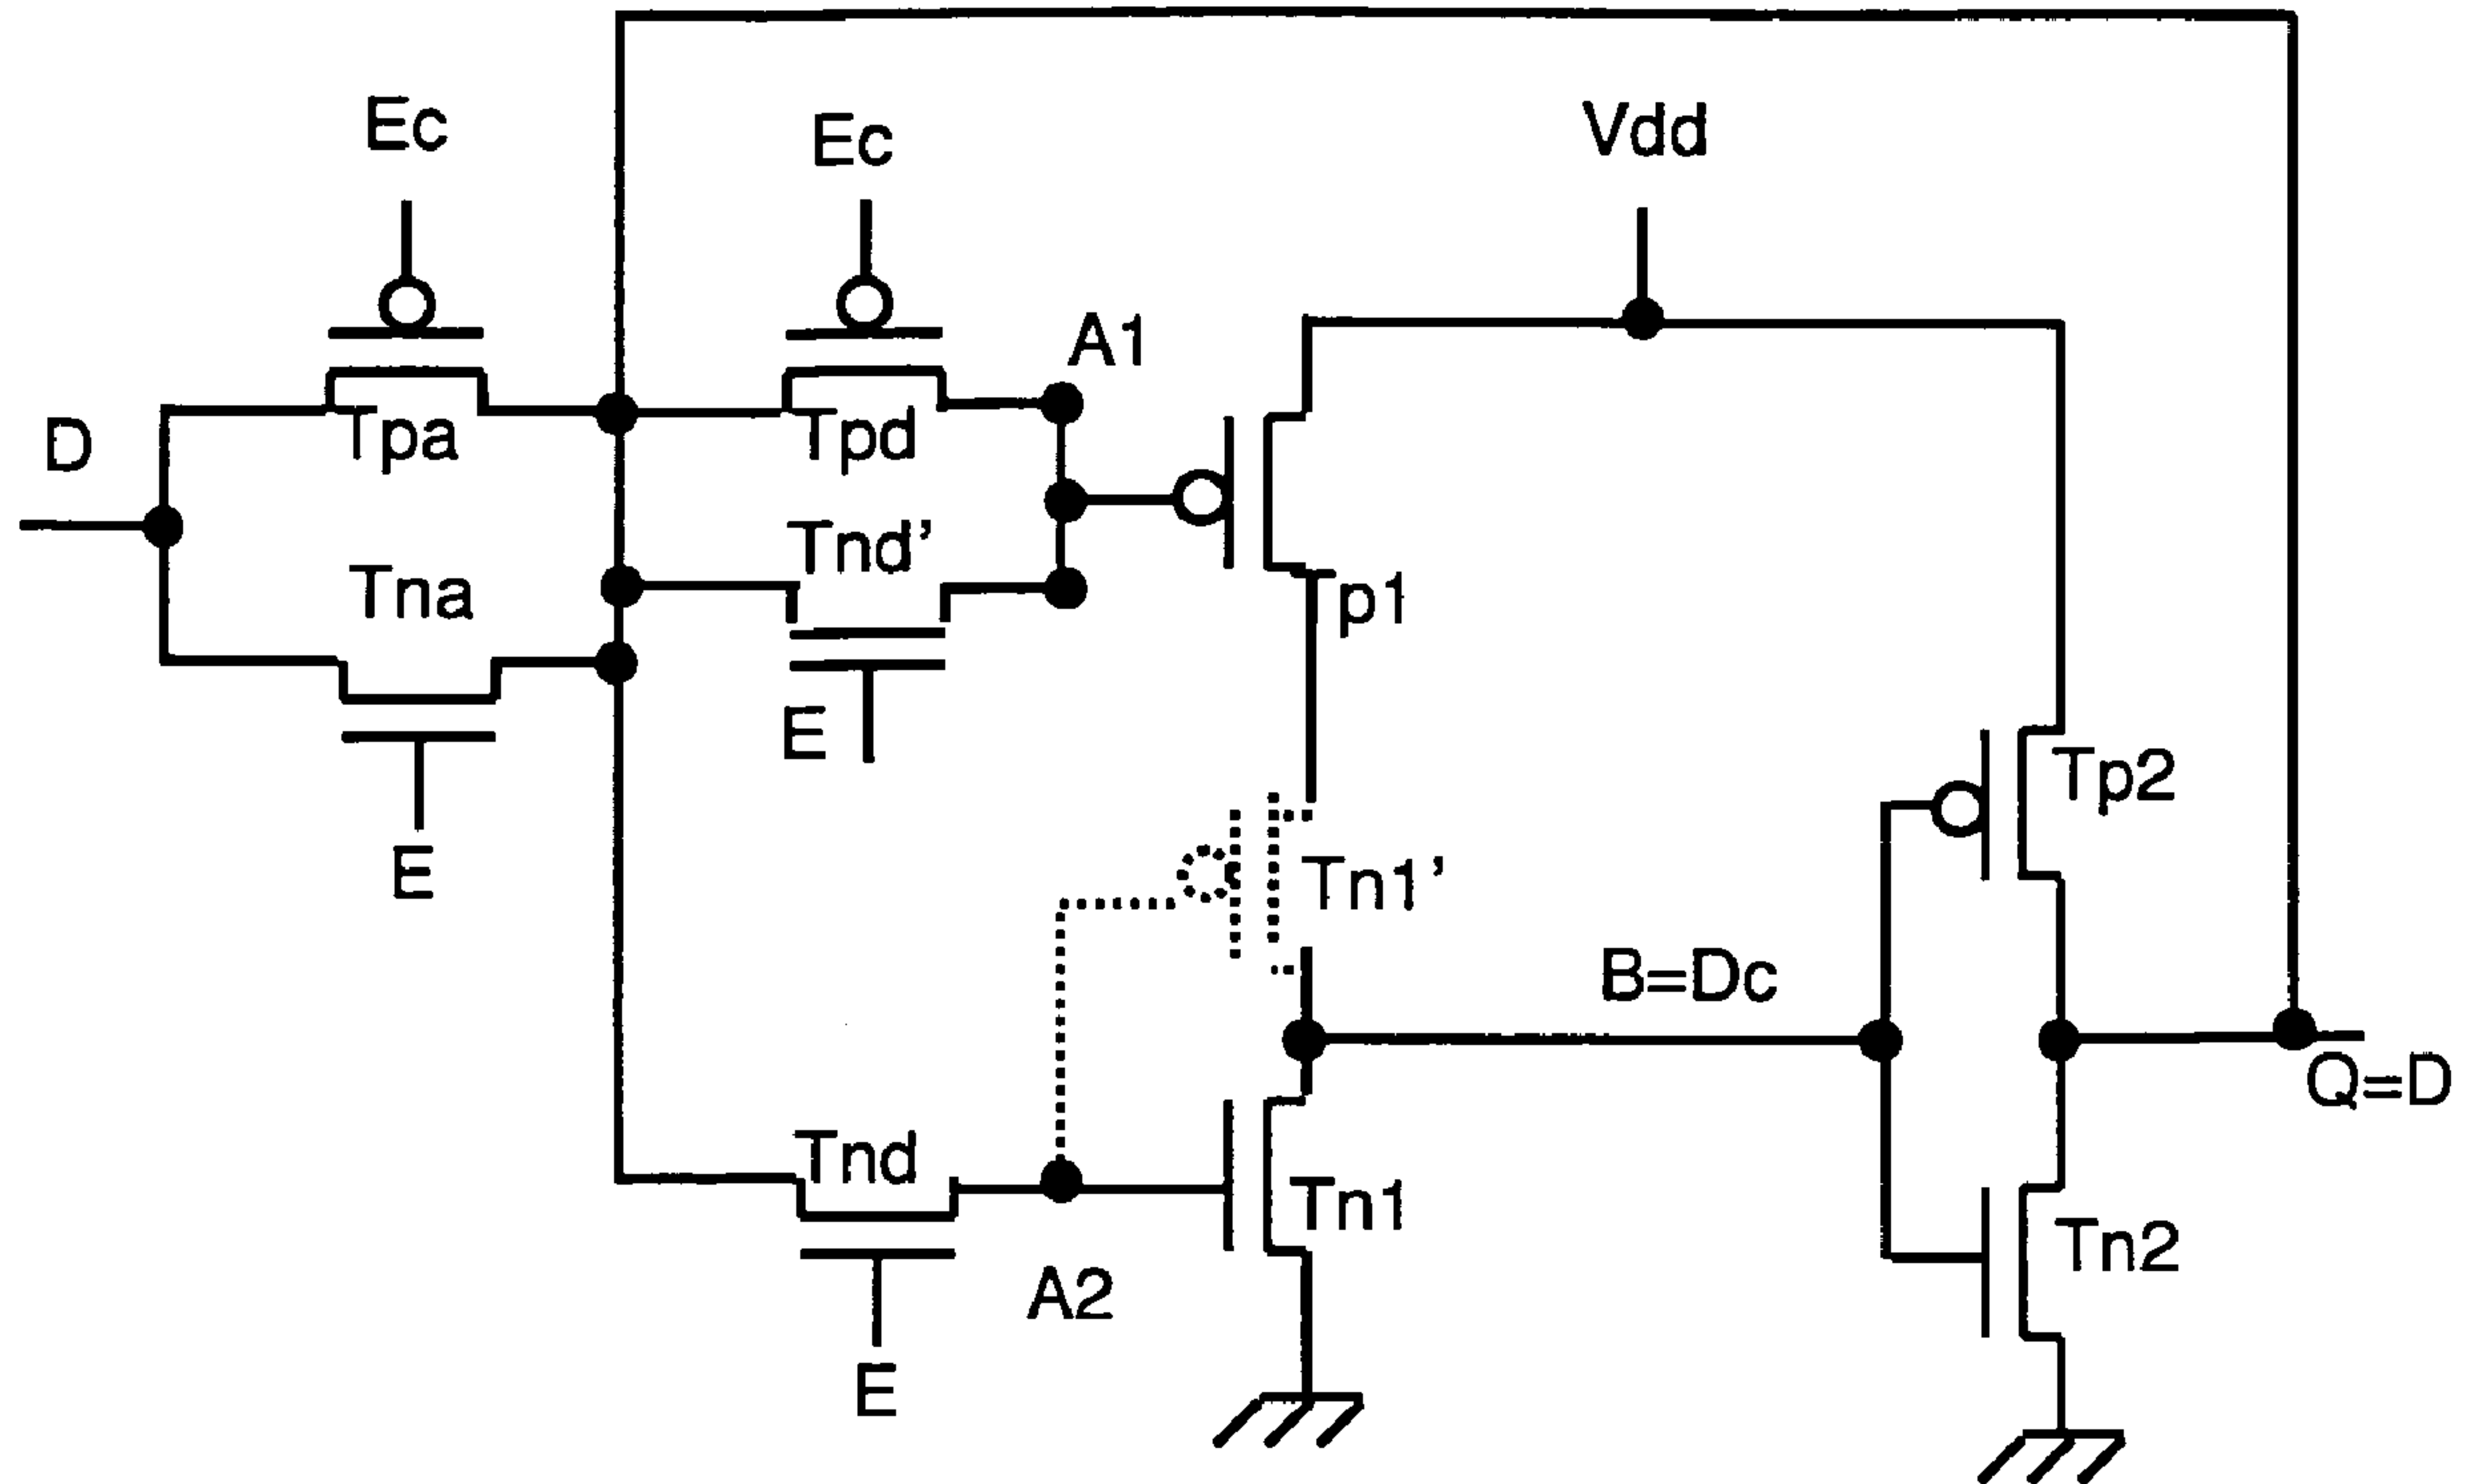 Ec
Ec
Vdd
A1
D
Tpa
Tpd
Tnd'
Tna
Tp1
E
Tp2
E
Tn1'
B=Dc
Q=D
Tnd
Tn1
Tn2
A2
E